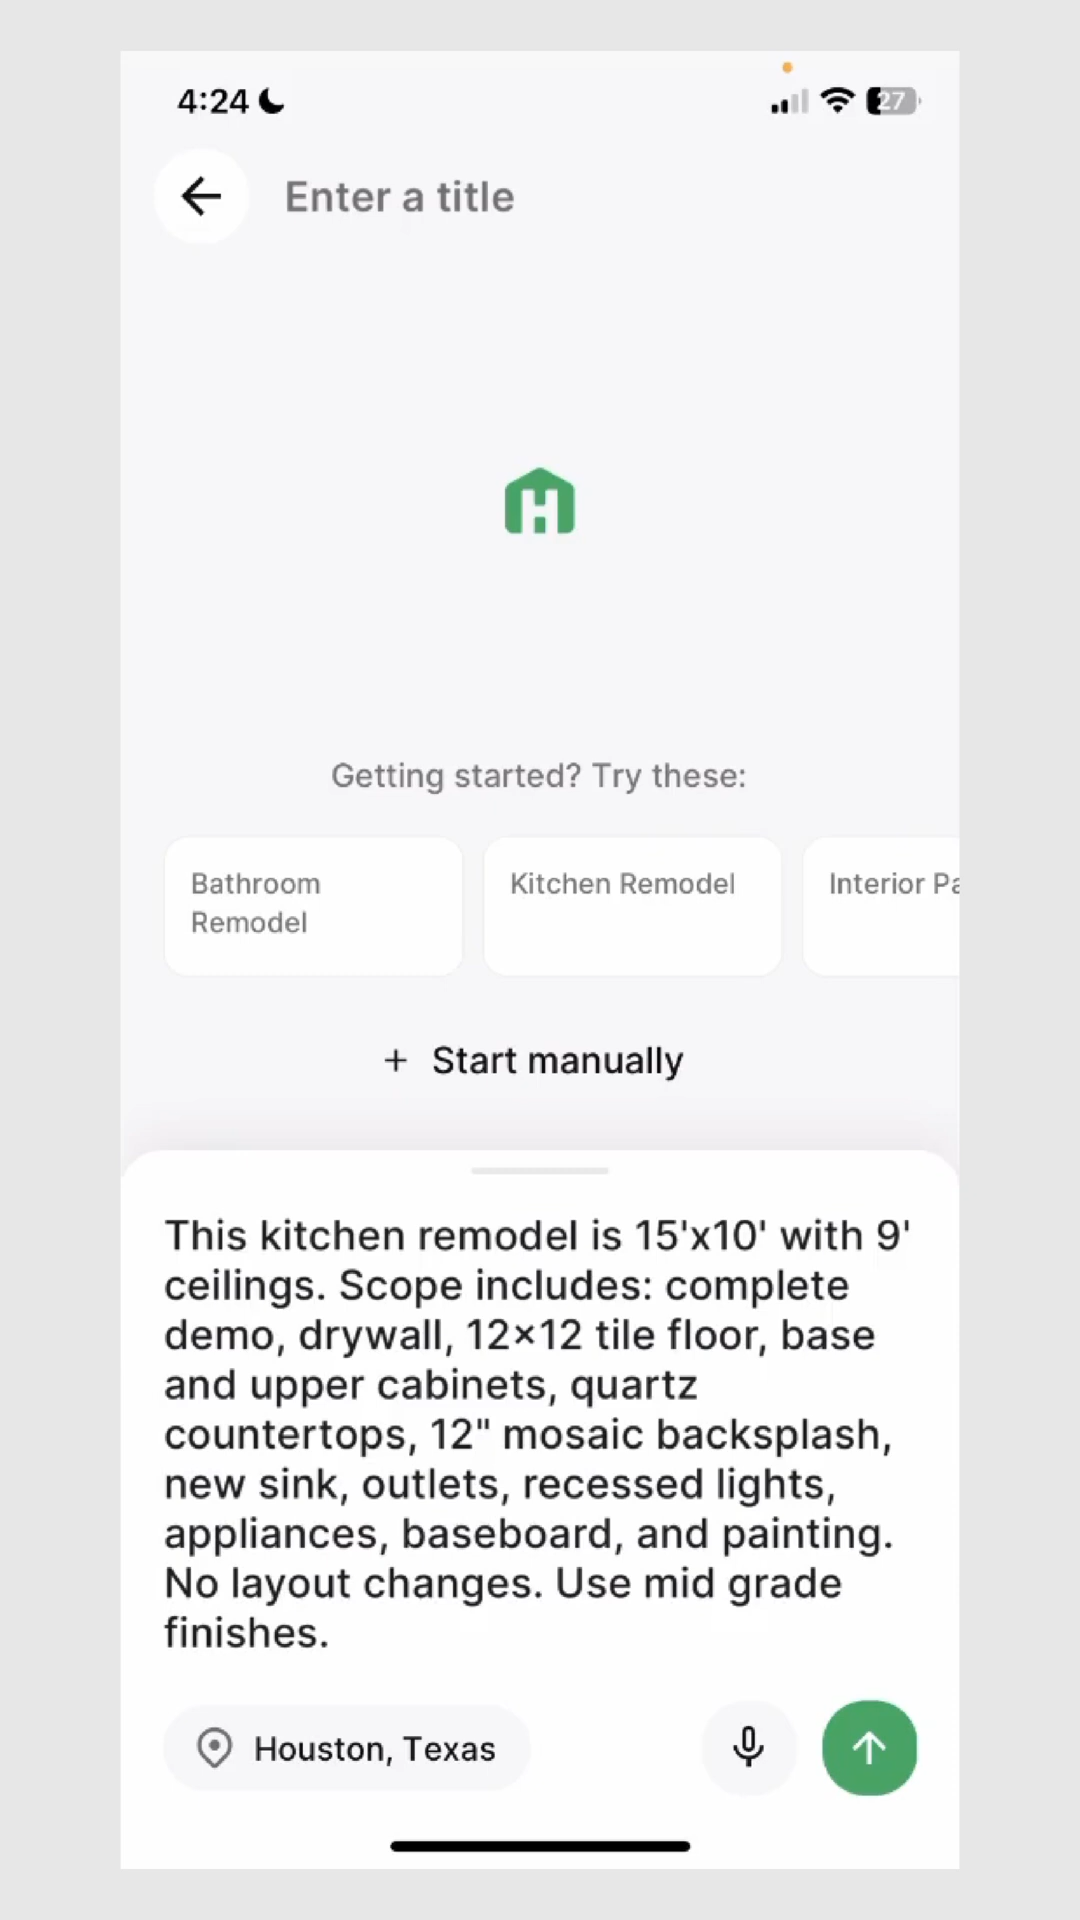 4:24
27
Enter a title
H
Getting started? Try these:
Bathroom
Remodel
Kitchen Remodel
Interior Pa
+ Start manually
This kitchen remodel is 15'x10' with 9'
ceilings. Scope includes: complete
demo, drywall, 12×12 tile floor, base
and upper cabinets, quartz
countertops, 12" mosaic backsplash,
new sink, outlets, recessed lights,
appliances, baseboard, and painting.
No layout changes. Use mid grade
finishes.
Houston, Texas